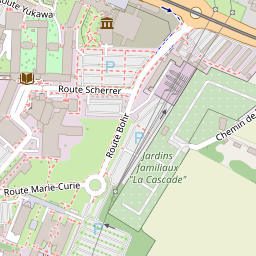 Route Yukawa
P
Route Scherrer
Route Bohr
P
Chemin de
Jardins
familiaux
"La Cascade"
Route Marie-Curie
P